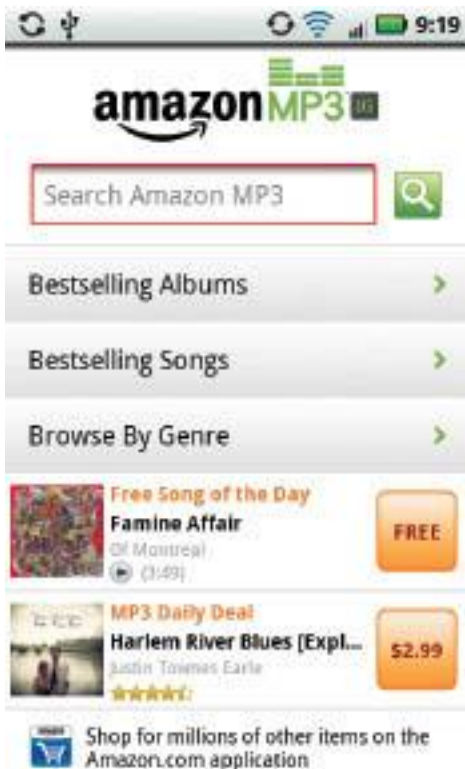 9:19
amazonMP3
Search Amazon MP3
Bestselling Albums
Bestselling Songs
Browse By Genre
Free Song of the Day
Famine Affair
Of Montreal
(3:49)
FREE
MP3 Daily Deal
Harlem River Blues [Expl...
Justin Townes Earle
$2.99
Shop for millions of other items on the
Amazon.com application